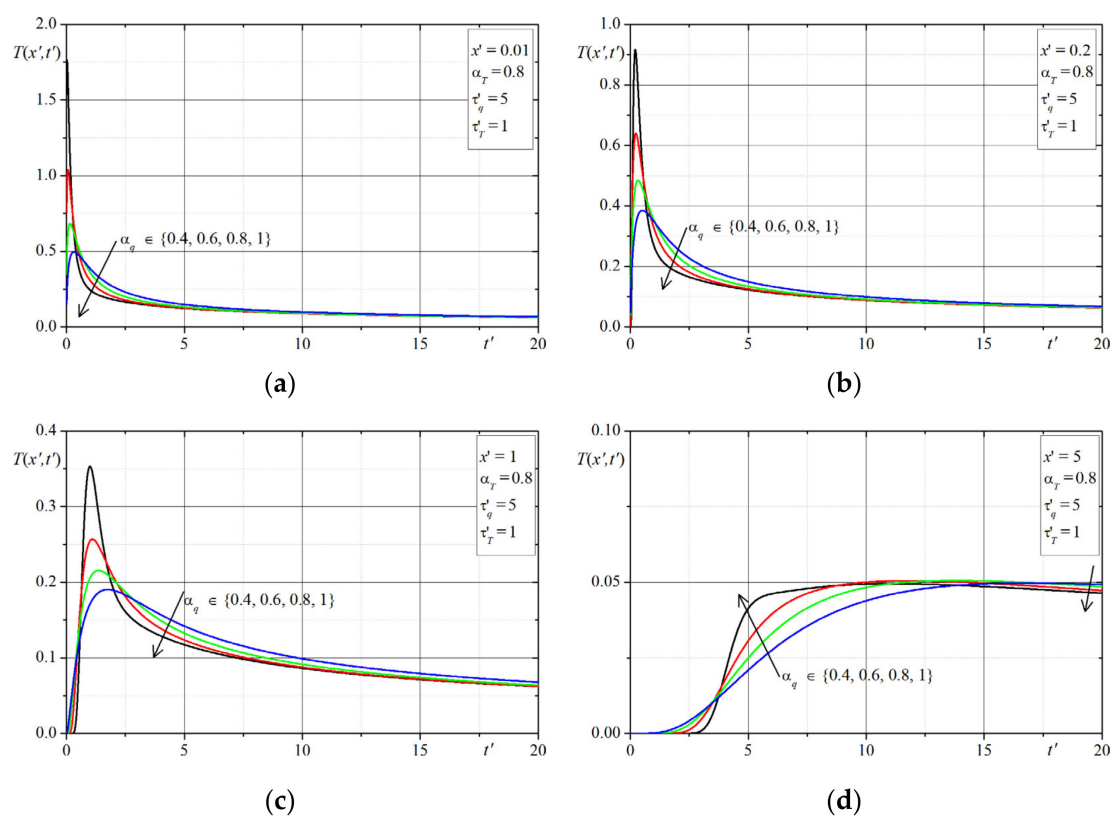 2.0
T(x′,t′)
1.5
1.0
0.5
0.0
0
5
10
15
t′
20
x' = 0.01
α_T = 0.8
τ'_q = 5
τ'_T = 1
α_q ∈ {0.4, 0.6, 0.8, 1}
(a)
1.0
T(x′,t′)
0.8
0.6
0.4
0.2
0.0
0
5
10
15
t′
20
x' = 0.2
α_T = 0.8
τ'_q = 5
τ'_T = 1
α_q ∈ {0.4, 0.6, 0.8, 1}
(b)
0.4
T(x′,t′)
0.3
0.2
0.1
0.0
0
5
10
15
t′
20
x' = 1
α_T = 0.8
τ'_q = 5
τ'_T = 1
α_q ∈ {0.4, 0.6, 0.8, 1}
(c)
0.10
T(x′,t′)
0.05
0.00
0
5
10
15
t′
20
x' = 5
α_T = 0.8
τ'_q = 5
τ'_T = 1
α_q ∈ {0.4, 0.6, 0.8, 1}
(d)